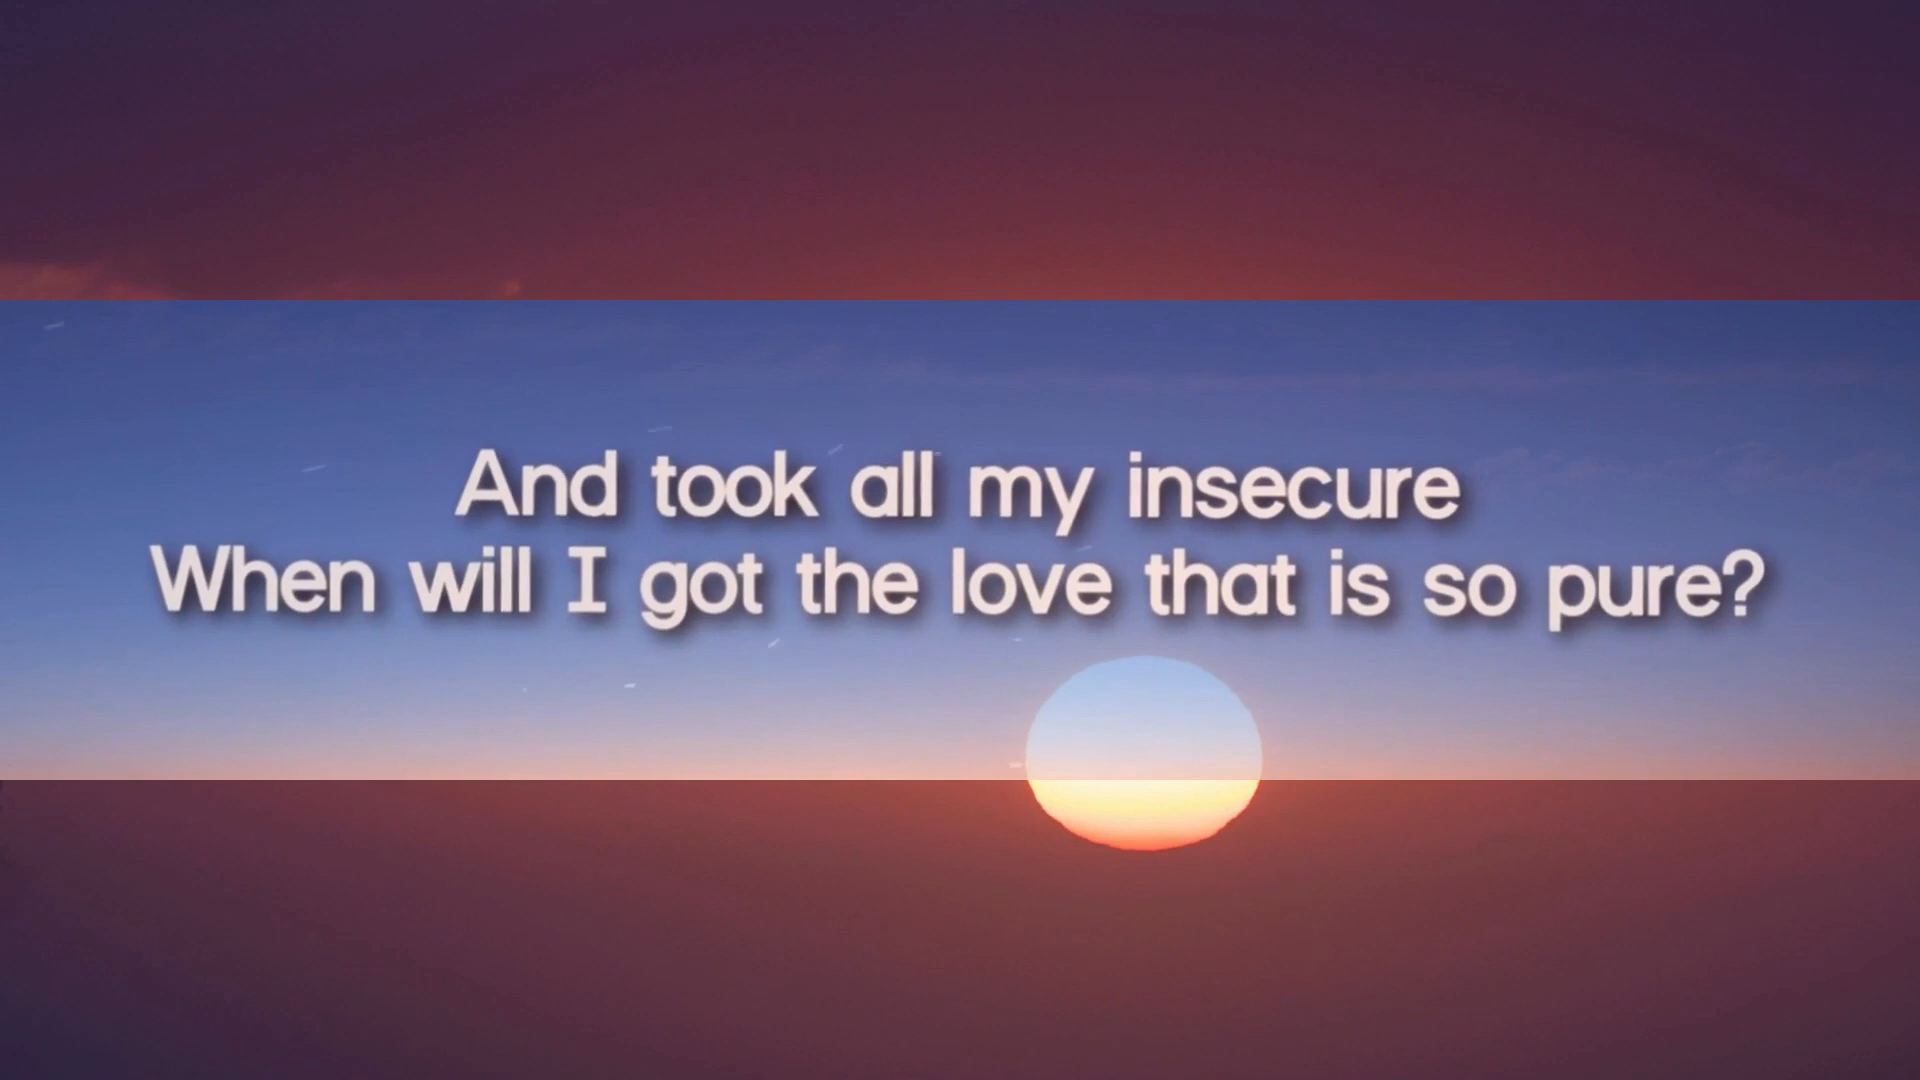 And took all my insecure
When will I got the love that is so pure?